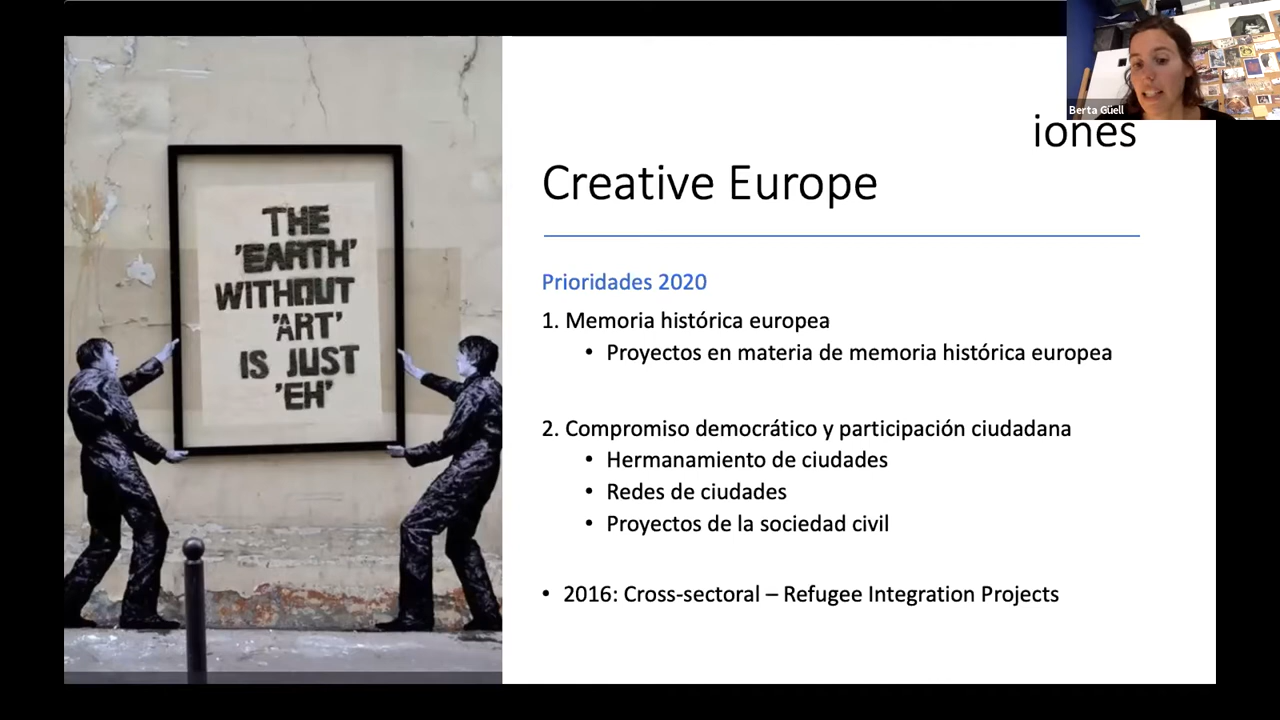 THE
'EARTH'
WITHOUT
'ART'
IS JUST
'EH'
Berta Güell
iones
Creative Europe
Prioridades 2020
1. Memoria histórica europea
• Proyectos en materia de memoria histórica europea
2. Compromiso democrático y participación ciudadana
• Hermanamiento de ciudades
• Redes de ciudades
• Proyectos de la sociedad civil
• 2016: Cross-sectoral – Refugee Integration Projects